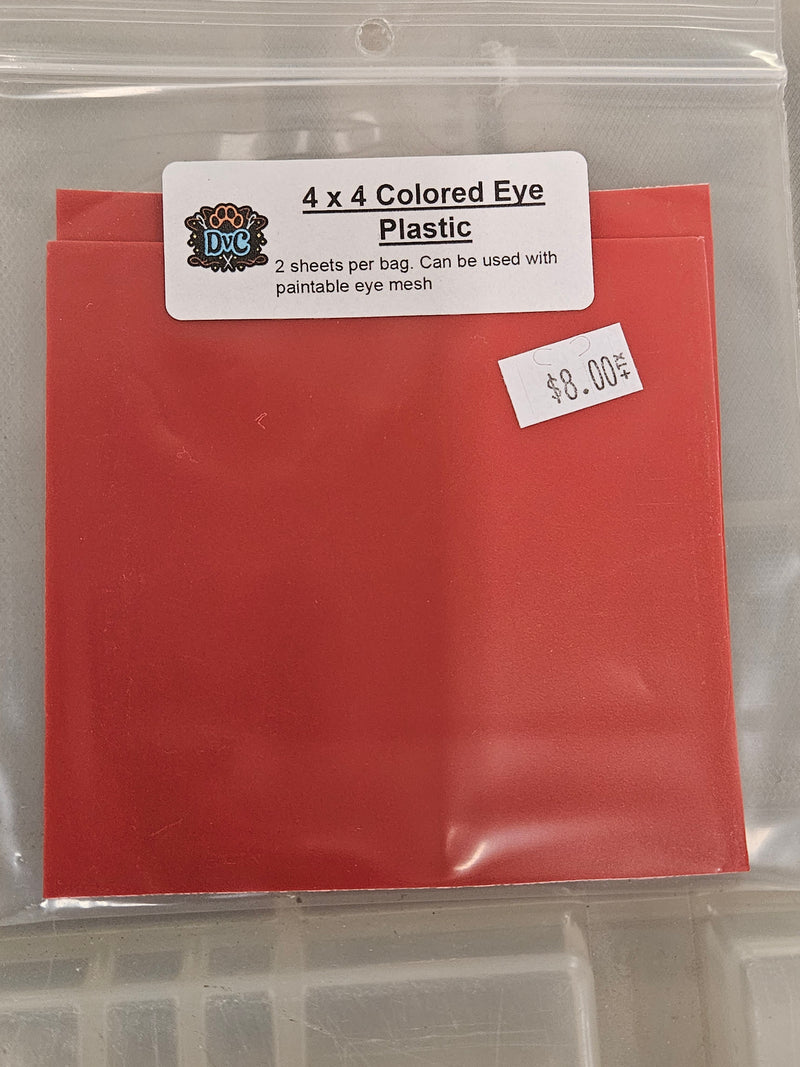 4 x 4 Colored Eye
Plastic
DvC
2 sheets per bag. Can be used with
paintable eye mesh
$8.00
+TX